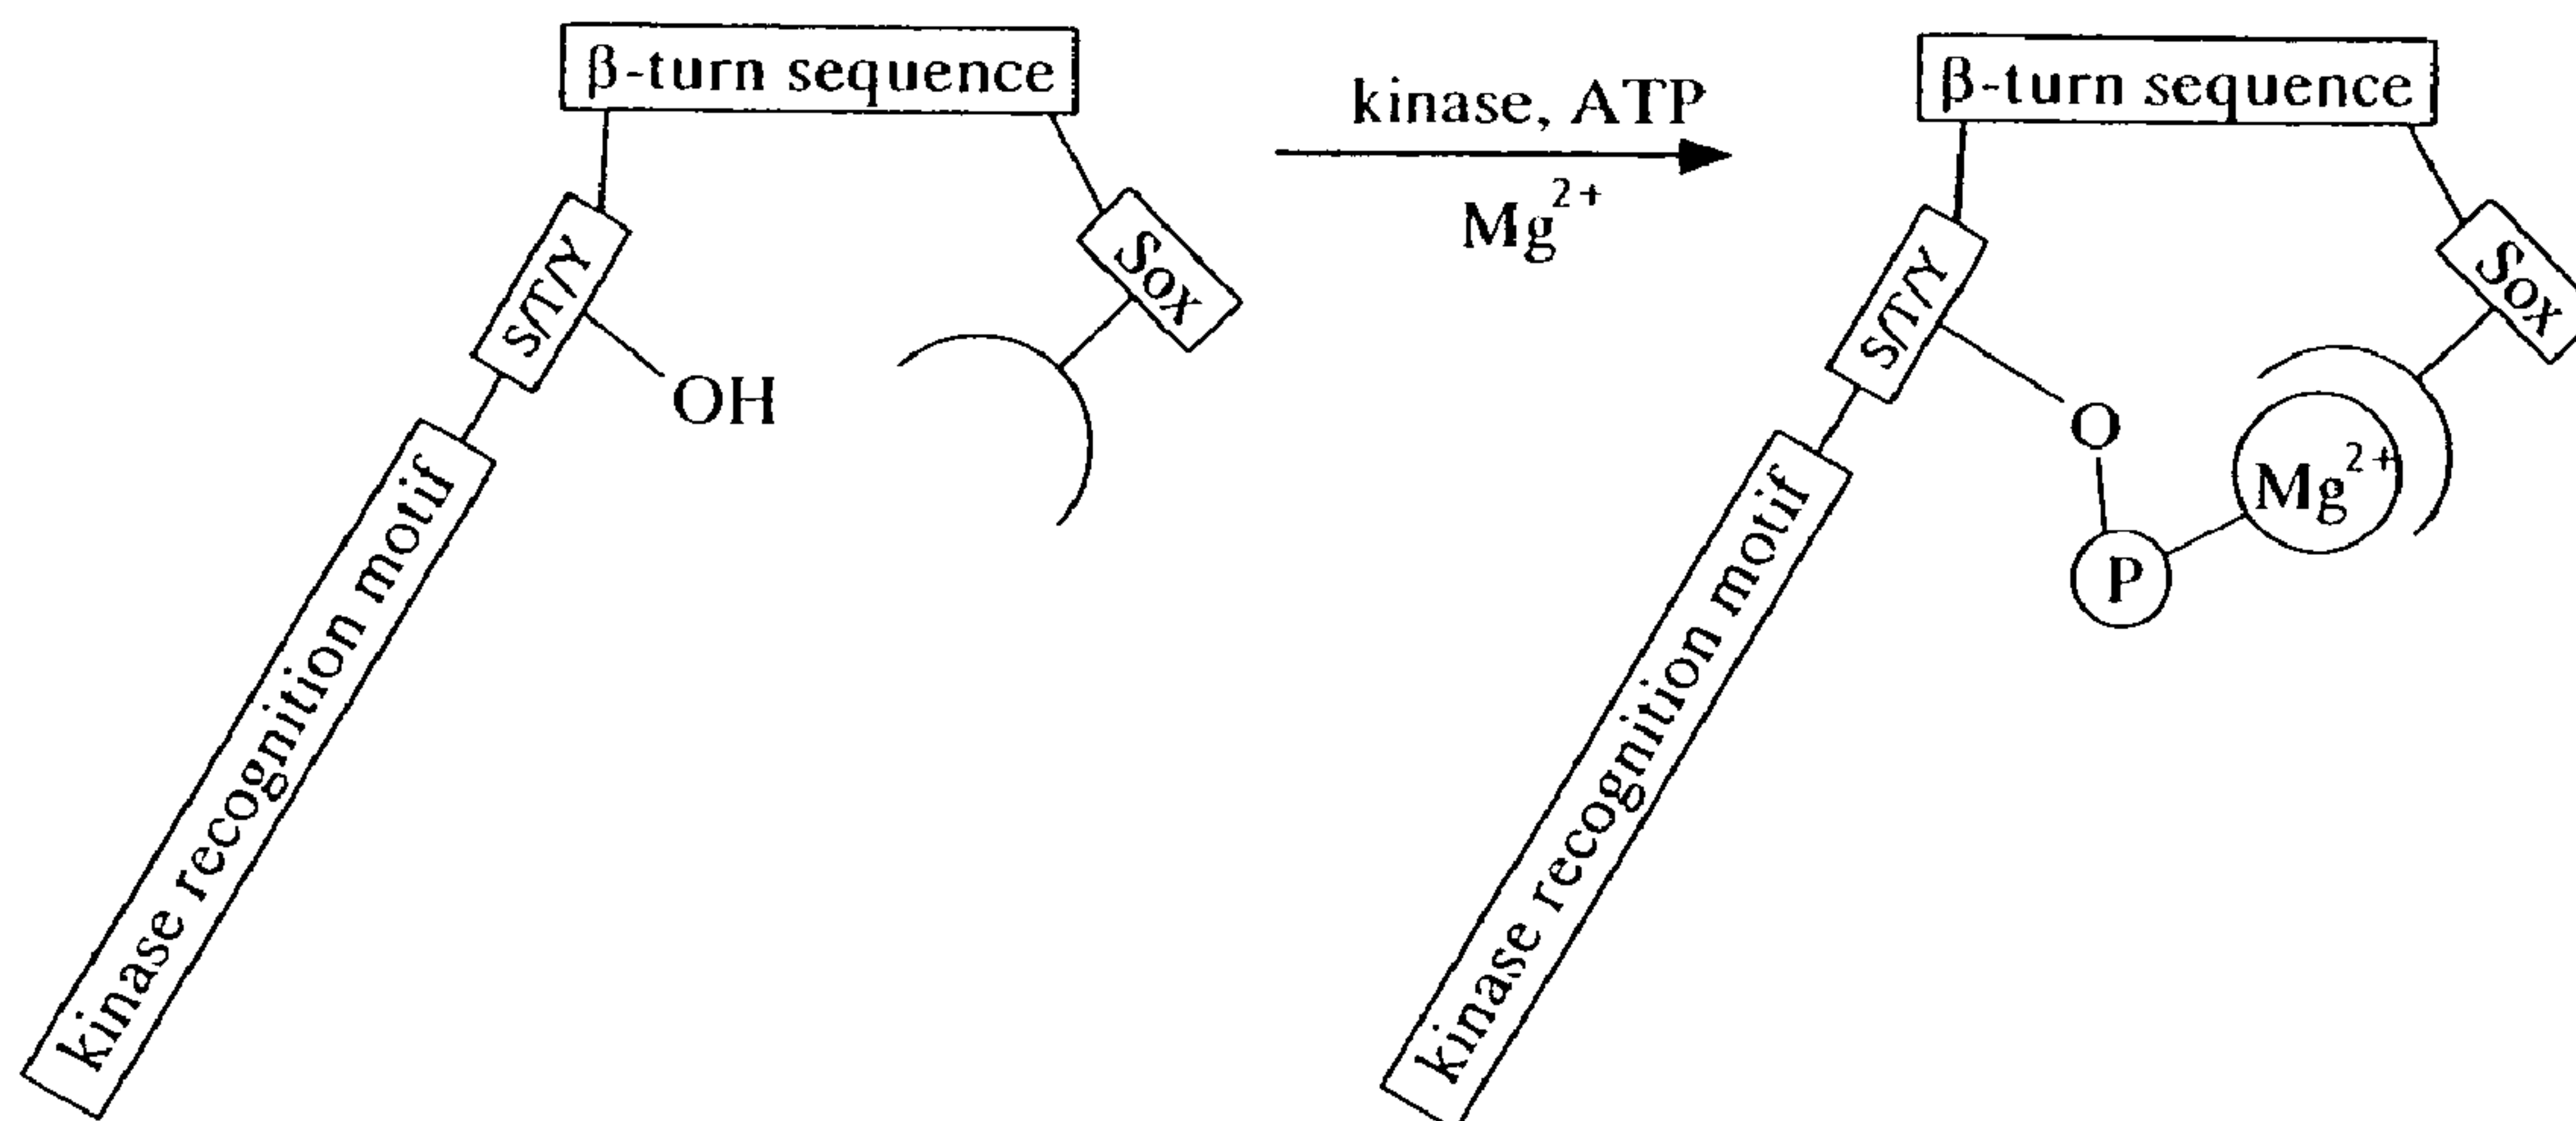 β-turn sequence
S/T/Y
OH
Sox
kinase recognition motif
kinase, ATP
Mg²⁺
β-turn sequence
S/T/Y
O
P
Mg²⁺
Sox
kinase recognition motif